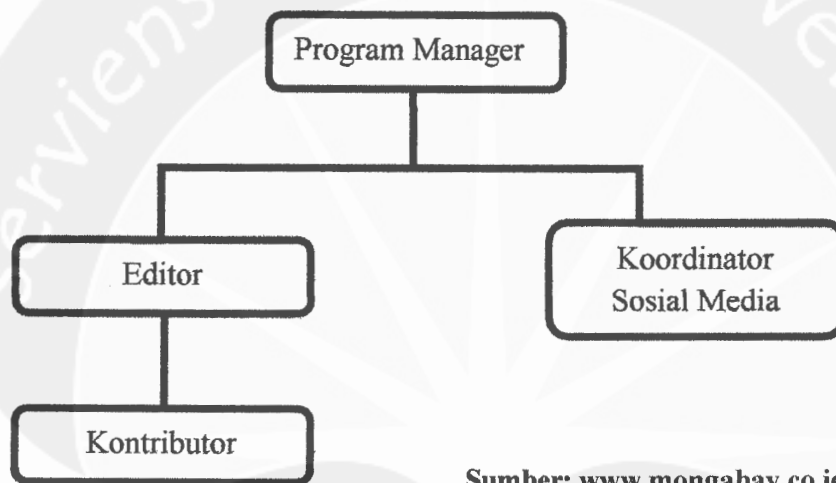 Program Manager
Editor
Koordinator
Sosial Media
Kontributor
Sumber: www.mongabay.co.id